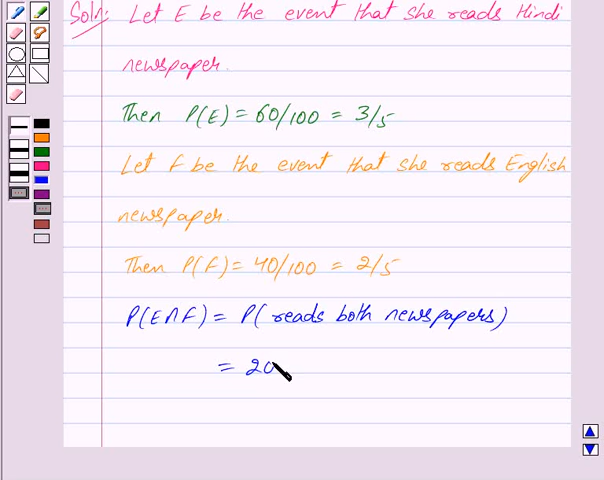 Soln: Let E be the event that she reads Hindi
newspaper.
Then P(E) = 60/100 = 3/5
Let F be the event that she reads English
newspaper.
Then P(F) = 40/100 = 2/5
P(E∩F) = P(reads both newspapers)
= 20